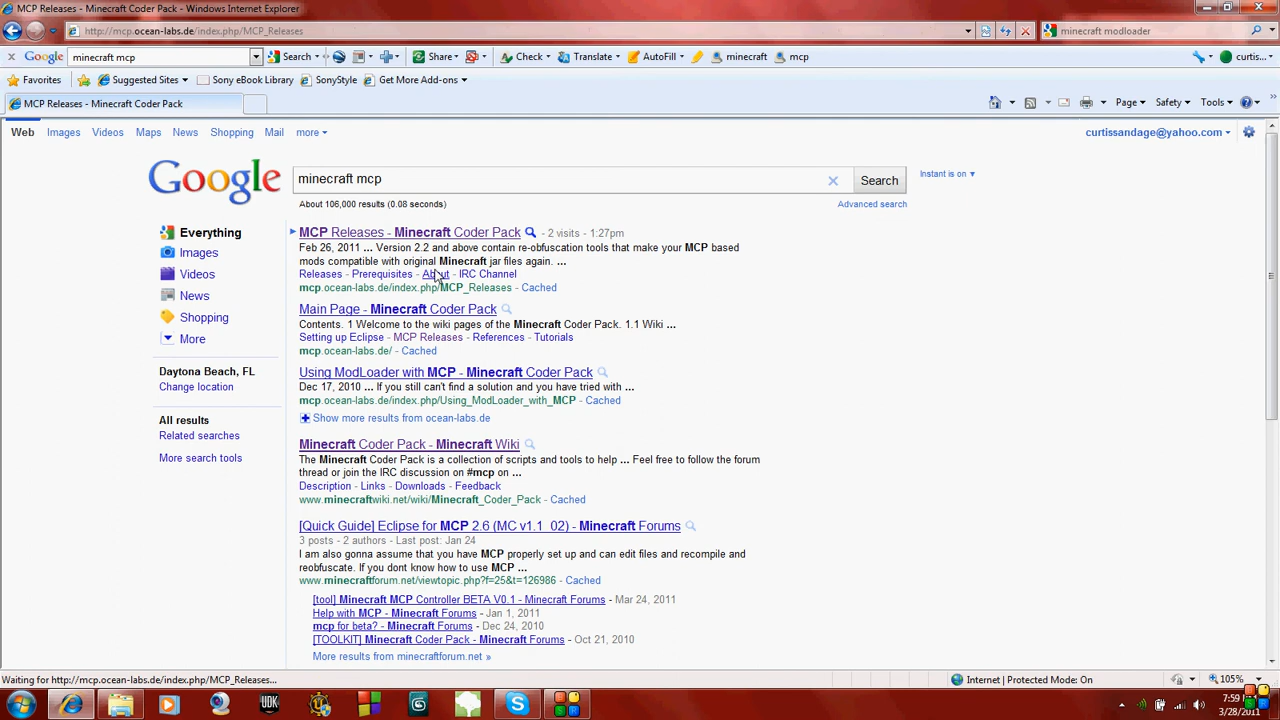 MCP Releases - Minecraft Coder Pack - Windows Internet Explorer
http://mcp.ocean-labs.de/index.php/MCP_Releases
minecraft modloader
Google
minecraft mcp
Search
Share
Check
Translate
AutoFill
minecraft
mcp
curtis...
Favorites
Suggested Sites
Sony eBook Library
SonyStyle
Get More Add-ons
MCP Releases - Minecraft Coder Pack
Page
Safety
Tools
Web Images Videos Maps News Shopping Mail more
curtissandage@yahoo.com
Google
minecraft mcp
Search
Instant is on
About 106,000 results (0.08 seconds)
Advanced search
Everything
Images
Videos
News
Shopping
More
Daytona Beach, FL
Change location
All results
Related searches
More search tools
MCP Releases - Minecraft Coder Pack - 2 visits - 1:27pm
Feb 26, 2011 ... Version 2.2 and above contain re-obfuscation tools that make your MCP based
mods compatible with original Minecraft jar files again. ...
Releases - Prerequisites - About - IRC Channel
mcp.ocean-labs.de/index.php/MCP_Releases - Cached
Main Page - Minecraft Coder Pack
Contents. 1 Welcome to the wiki pages of the Minecraft Coder Pack. 1.1 Wiki ...
Setting up Eclipse - MCP Releases - References - Tutorials
mcp.ocean-labs.de/ - Cached
Using ModLoader with MCP - Minecraft Coder Pack
Dec 17, 2010 ... If you still can't find a solution and you have tried with ...
mcp.ocean-labs.de/index.php/Using_ModLoader_with_MCP - Cached
Show more results from ocean-labs.de
Minecraft Coder Pack - Minecraft Wiki
The Minecraft Coder Pack is a collection of scripts and tools to help ... Feel free to follow the forum
thread or join the IRC discussion on #mcp on ...
Description - Links - Downloads - Feedback
www.minecraftwiki.net/wiki/Minecraft_Coder_Pack - Cached
[Quick Guide] Eclipse for MCP 2.6 (MC v1.1_02) - Minecraft Forums
3 posts - 2 authors - Last post: Jan 24
I am also gonna assume that you have MCP properly set up and can edit files and recompile and
reobfuscate. If you dont know how to use MCP ...
www.minecraftforum.net/viewtopic.php?f=25&t=126986 - Cached
[tool] Minecraft MCP Controller BETA V0.1 - Minecraft Forums - Mar 24, 2011
Help with MCP - Minecraft Forums - Jan 1, 2011
mcp for beta? - Minecraft Forums - Dec 24, 2010
[TOOLKIT] Minecraft Coder Pack - Minecraft Forums - Oct 21, 2010
More results from minecraftforum.net »
Waiting for http://mcp.ocean-labs.de/index.php/MCP_Releases...
Internet | Protected Mode: On
105%
UDK
7:59
3/28/2011